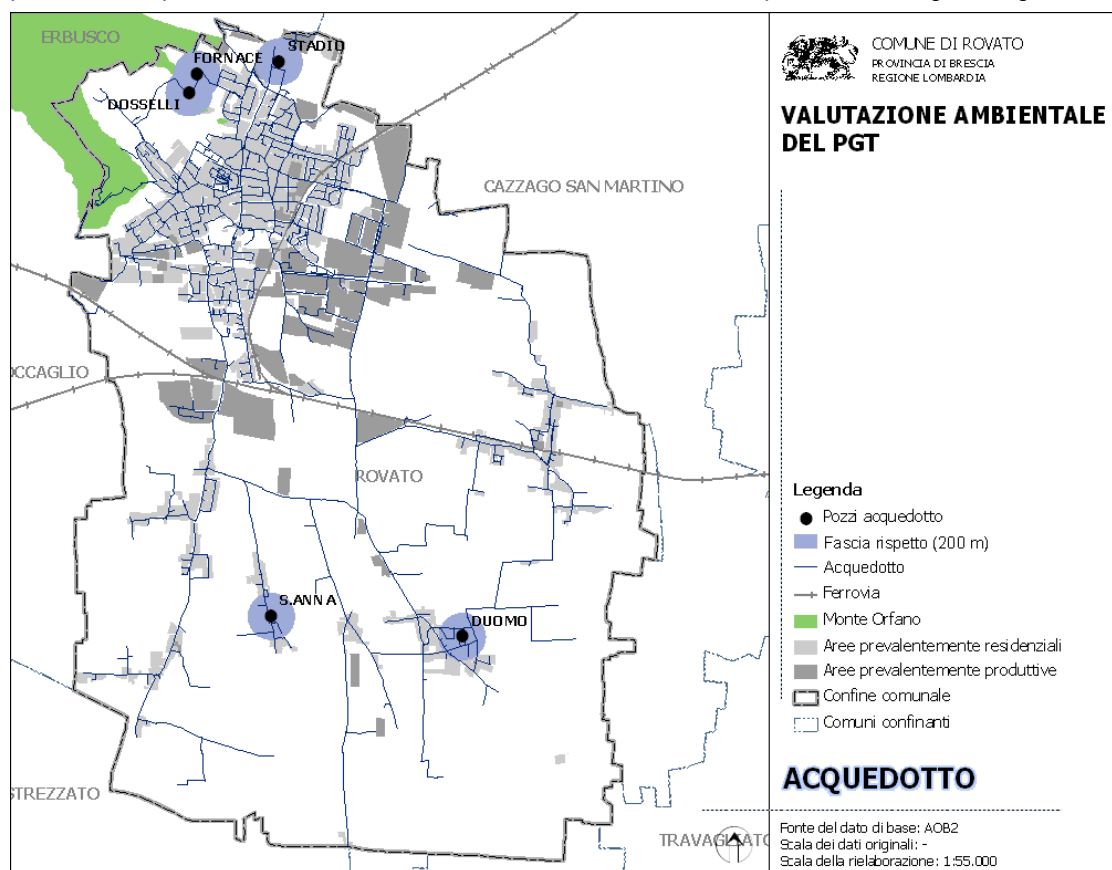 ERBUSCO
STADIO
FORNACE
DOSSELLI
CAZZAGO SAN MARTINO
OCCAGLIO
ROVATO
S.ANNA
DUOMO
STREZZATO
TRAVAGLIATO
COMUNE DI ROVATO
PROVINCIA DI BRESCIA
REGIONE LOMBARDIA
VALUTAZIONE AMBIENTALE
DEL PGT
Legenda
Pozzi acquedotto
Fascia rispetto (200 m)
Acquedotto
Ferrovia
Monte Orfano
Aree prevalentemente residenziali
Aree prevalentemente produttive
Confine comunale
Comuni confinanti
ACQUEDOTTO
Fonte del dato di base: AOB2
Scala dei dati originali: -
Scala della rielaborazione: 1:55.000